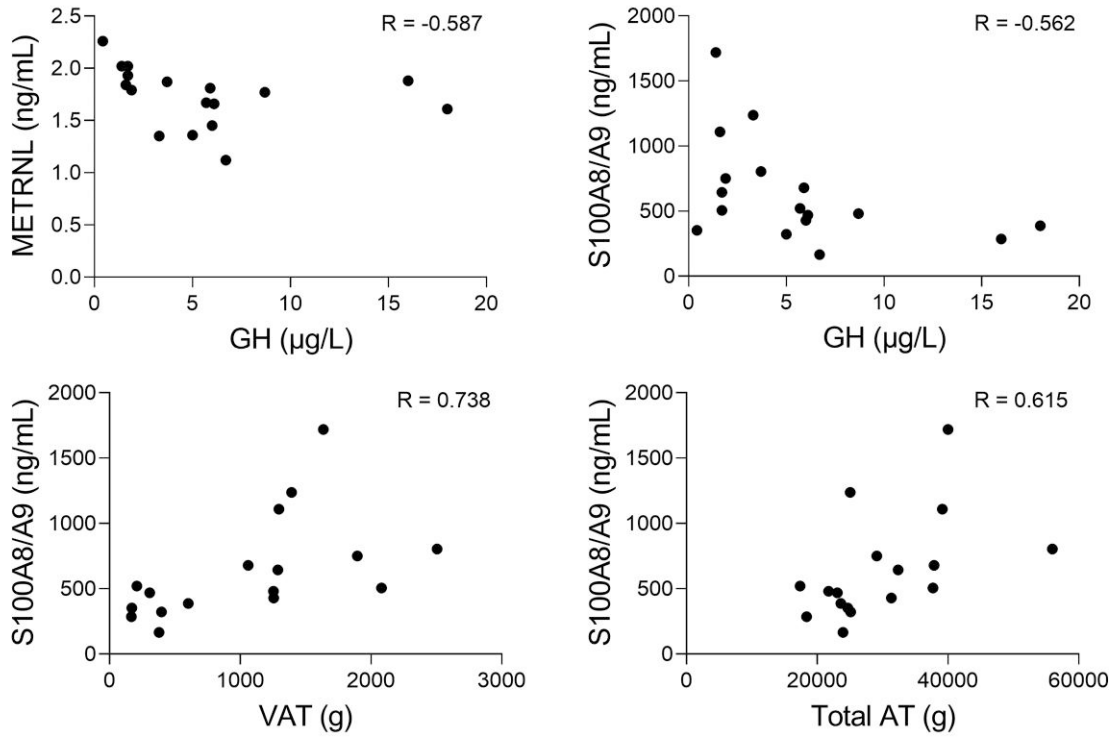 R = -0.587
METRNL (ng/mL)
2.5
2.0
1.5
1.0
0.5
0.0
0 5 10 15 20
GH (µg/L)
R = -0.562
S100A8/A9 (ng/mL)
2000
1500
1000
500
0
0 5 10 15 20
GH (µg/L)
R = 0.738
S100A8/A9 (ng/mL)
2000
1500
1000
500
0
0 1000 2000 3000
VAT (g)
R = 0.615
S100A8/A9 (ng/mL)
2000
1500
1000
500
0
0 20000 40000 60000
Total AT (g)